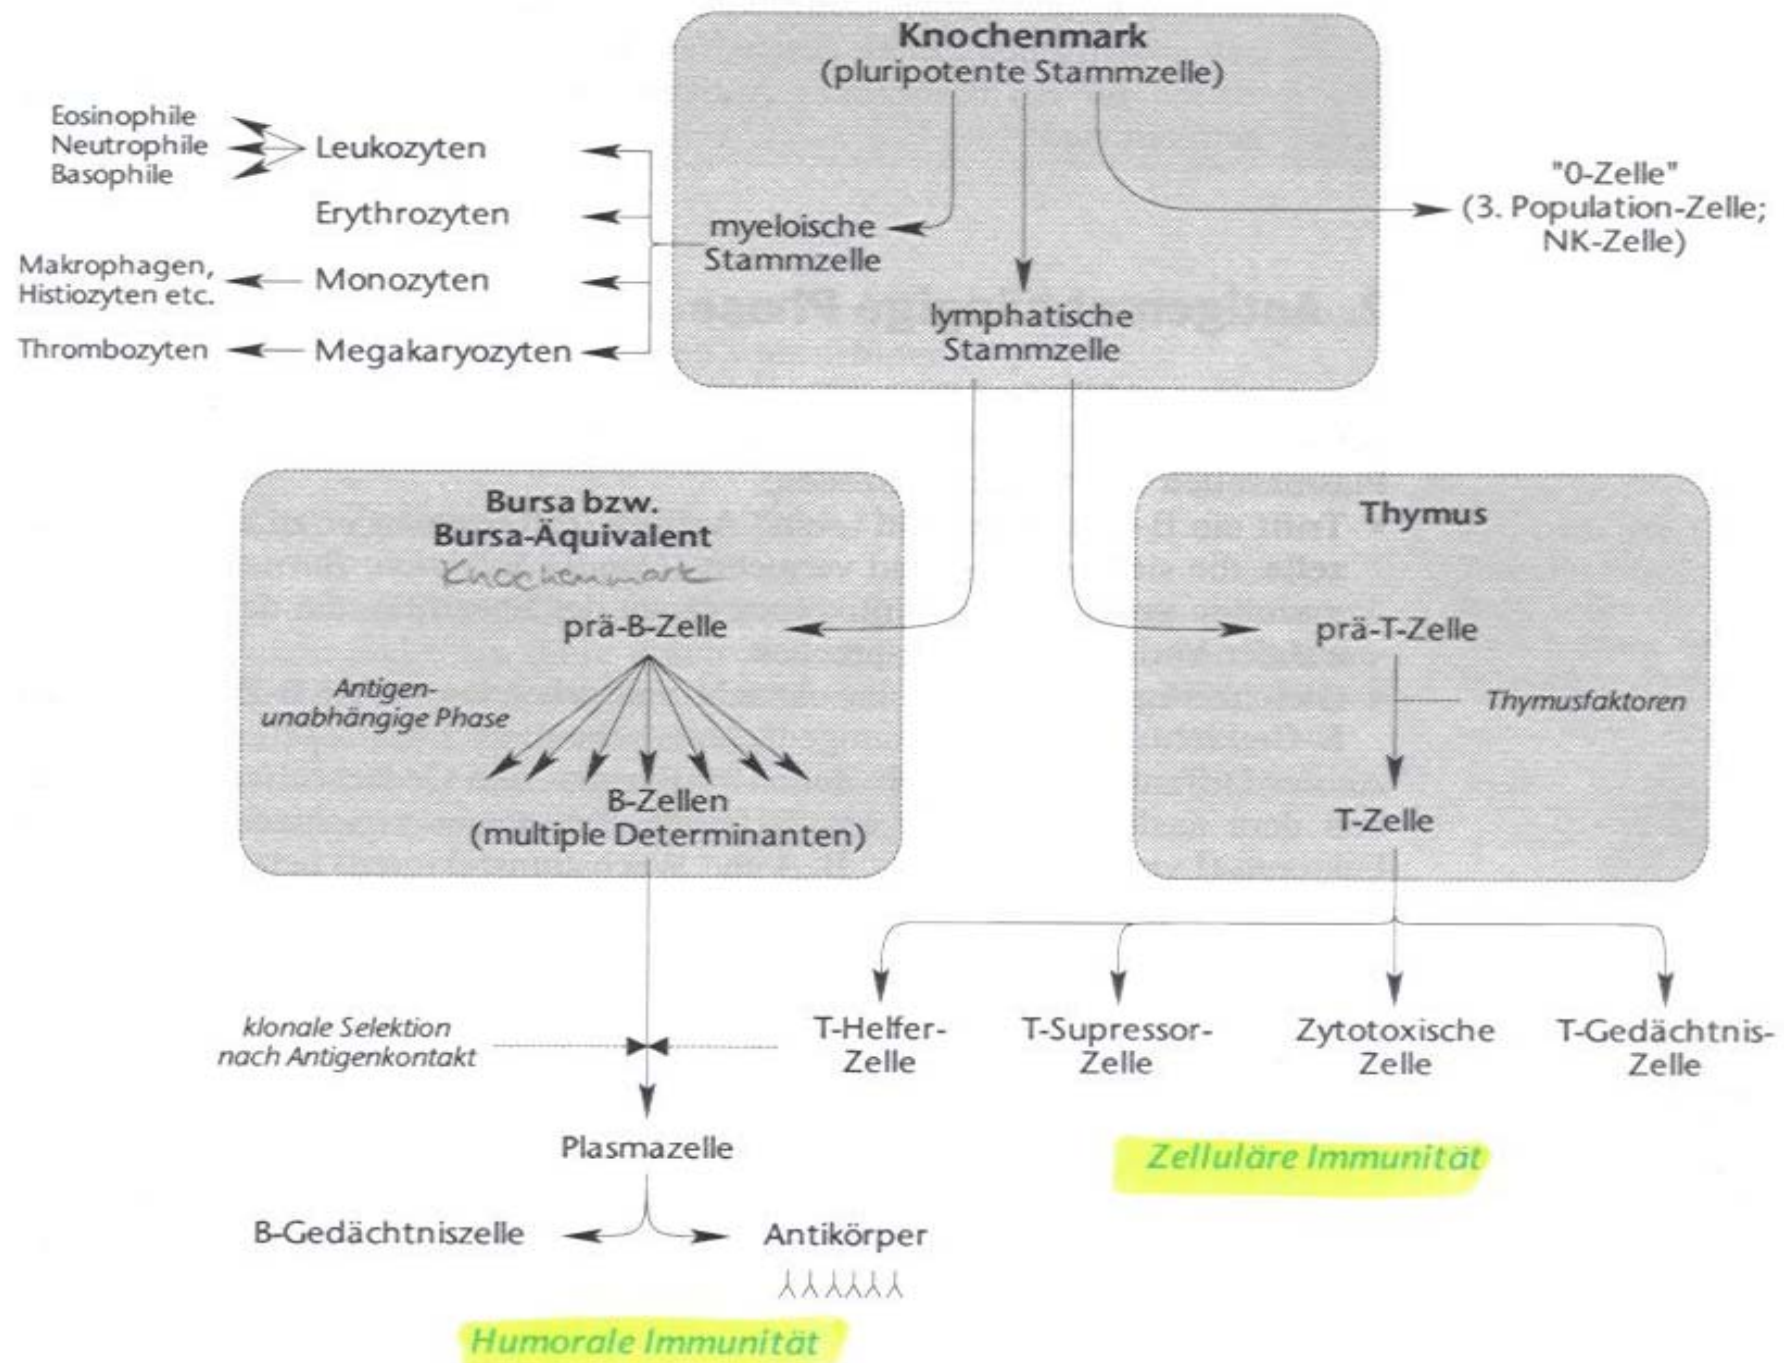 Knochenmark
(pluripotente Stammzelle)
Eosinophile
Neutrophile
Basophile
Leukozyten
Erythrozyten
Makrophagen,
Histiozyten etc.
Monozyten
Thrombozyten
Megakaryozyten
myeloische
Stammzelle
lymphatische
Stammzelle
"0-Zelle"
(3. Population-Zelle;
NK-Zelle)
Bursa bzw.
Bursa-Äquivalent
Knochenmark
prä-B-Zelle
Antigen-
unabhängige Phase
B-Zellen
(multiple Determinanten)
Thymus
prä-T-Zelle
Thymusfaktoren
T-Zelle
klonale Selektion
nach Antigenkontakt
T-Helfer-
Zelle
T-Supressor-
Zelle
Zytotoxische
Zelle
T-Gedächtnis-
Zelle
Plasmazelle
B-Gedächtniszelle
Antikörper
Zelluläre Immunität
Humorale Immunität